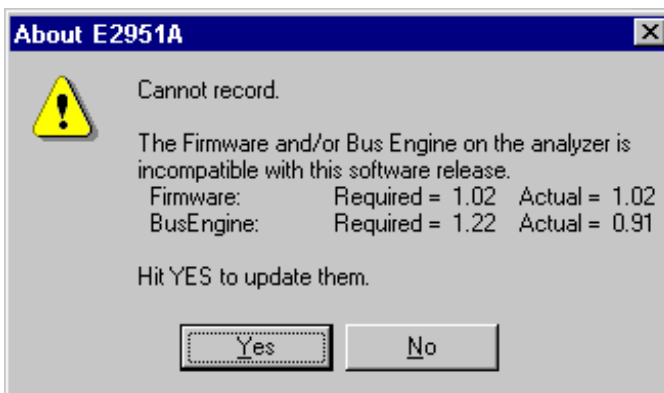 About E2951A
Cannot record.
The Firmware and/or Bus Engine on the analyzer is
incompatible with this software release.
Firmware: Required = 1.02 Actual = 1.02
BusEngine: Required = 1.22 Actual = 0.91
Hit YES to update them.
Yes No